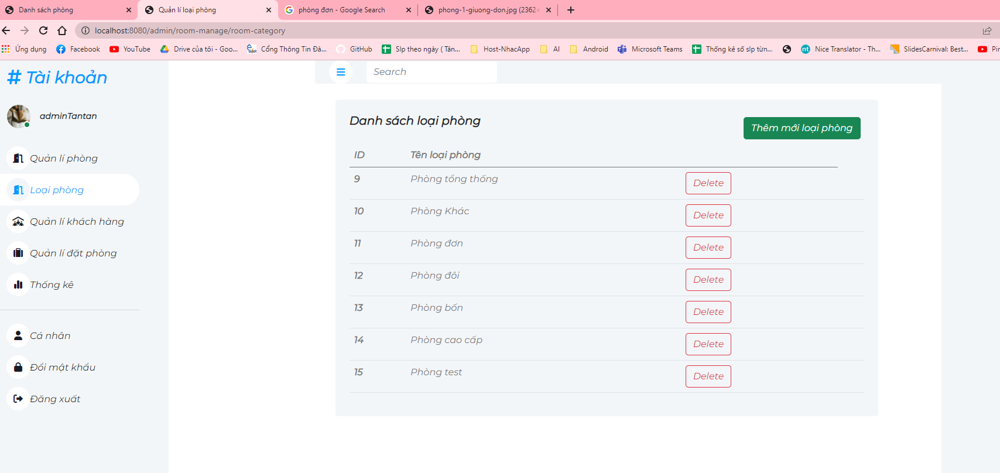 Danh sách phòng
Quản lí loại phòng
phòng đơn - Google Search
phong-1-giuong-don.jpg (2362×
localhost:8080/admin/room-manage/room-category
Ứng dụng
Facebook
YouTube
Drive của tôi - Goo...
Cổng Thông Tin Đà...
GitHub
Slp theo ngày ( Tân...
Host-NhacApp
AI
Android
Microsoft Teams
Thống kê số slp từn...
nt
Nice Translator - Th...
SlidesCarnival: Best...
Pin
# Tài khoản
Search
adminTantan
Quản lí phòng
Loại phòng
Quản lí khách hàng
Quản lí đặt phòng
Thống kê
Cá nhân
Đổi mật khẩu
Đăng xuất
Danh sách loại phòng
Thêm mới loại phòng
ID Tên loại phòng
9 Phòng tổng thống Delete
10 Phòng Khác Delete
11 Phòng đơn Delete
12 Phòng đôi Delete
13 Phòng bốn Delete
14 Phòng cao cấp Delete
15 Phòng test Delete